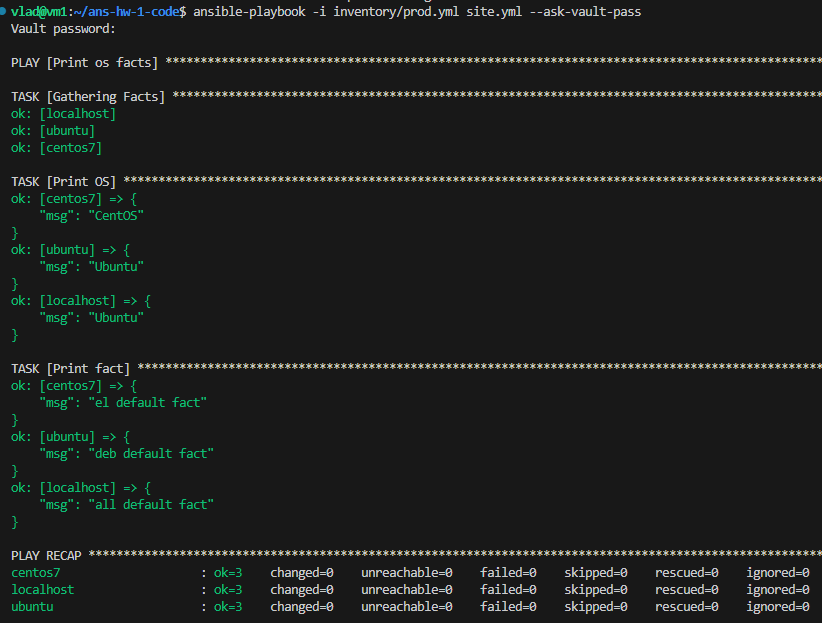 vlad@vm1:~/ans-hw-1-code$ ansible-playbook -i inventory/prod.yml site.yml --ask-vault-pass
Vault password:
PLAY [Print os facts] **********************************************************************************************
TASK [Gathering Facts] *********************************************************************************************
ok: [localhost]
ok: [ubuntu]
ok: [centos7]
TASK [Print OS] ****************************************************************************************************
ok: [centos7] => {
    "msg": "CentOS"
}
ok: [ubuntu] => {
    "msg": "Ubuntu"
}
ok: [localhost] => {
    "msg": "Ubuntu"
}
TASK [Print fact] **************************************************************************************************
ok: [centos7] => {
    "msg": "el default fact"
}
ok: [ubuntu] => {
    "msg": "deb default fact"
}
ok: [localhost] => {
    "msg": "all default fact"
}
PLAY RECAP *********************************************************************************************************
centos7                    : ok=3    changed=0    unreachable=0    failed=0    skipped=0    rescued=0    ignored=0
localhost                  : ok=3    changed=0    unreachable=0    failed=0    skipped=0    rescued=0    ignored=0
ubuntu                     : ok=3    changed=0    unreachable=0    failed=0    skipped=0    rescued=0    ignored=0